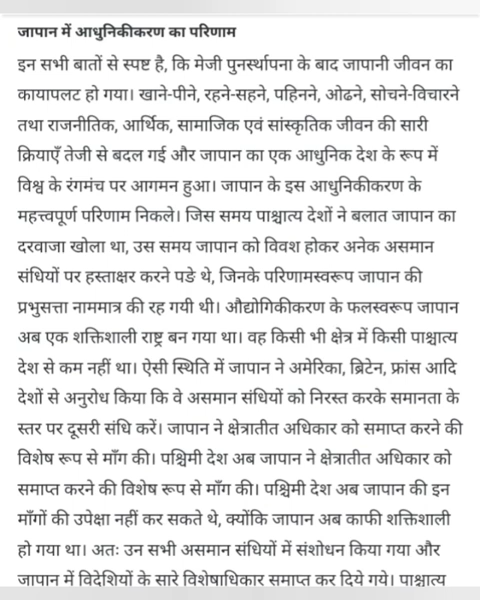 जापान में आधुनिकीकरण का परिणाम
इन सभी बातों से स्पष्ट है, कि मेजी पुनर्स्थापना के बाद जापानी जीवन का
कायापलट हो गया। खाने-पीने, रहने-सहने, पहिनने, ओढने, सोचने-विचारने
तथा राजनीतिक, आर्थिक, सामाजिक एवं सांस्कृतिक जीवन की सारी
क्रियाएँ तेजी से बदल गई और जापान का एक आधुनिक देश के रूप में
विश्व के रंगमंच पर आगमन हुआ। जापान के इस आधुनिकीकरण के
महत्त्वपूर्ण परिणाम निकले। जिस समय पाश्चात्य देशों ने बलात जापान का
दरवाजा खोला था, उस समय जापान को विवश होकर अनेक असमान
संधियों पर हस्ताक्षर करने पङे थे, जिनके परिणामस्वरूप जापान की
प्रभुसत्ता नाममात्र की रह गयी थी। औद्योगिकीकरण के फलस्वरूप जापान
अब एक शक्तिशाली राष्ट्र बन गया था। वह किसी भी क्षेत्र में किसी पाश्चात्य
देश से कम नहीं था। ऐसी स्थिति में जापान ने अमेरिका, ब्रिटेन, फ्रांस आदि
देशों से अनुरोध किया कि वे असमान संधियों को निरस्त करके समानता के
स्तर पर दूसरी संधि करें। जापान ने क्षेत्रातीत अधिकार को समाप्त करने की
विशेष रूप से माँग की। पश्चिमी देश अब जापान ने क्षेत्रातीत अधिकार को
समाप्त करने की विशेष रूप से माँग की। पश्चिमी देश अब जापान की इन
माँगों की उपेक्षा नहीं कर सकते थे, क्योंकि जापान अब काफी शक्तिशाली
हो गया था। अतः उन सभी असमान संधियों में संशोधन किया गया और
जापान में विदेशियों के सारे विशेषाधिकार समाप्त कर दिये गये। पाश्चात्य